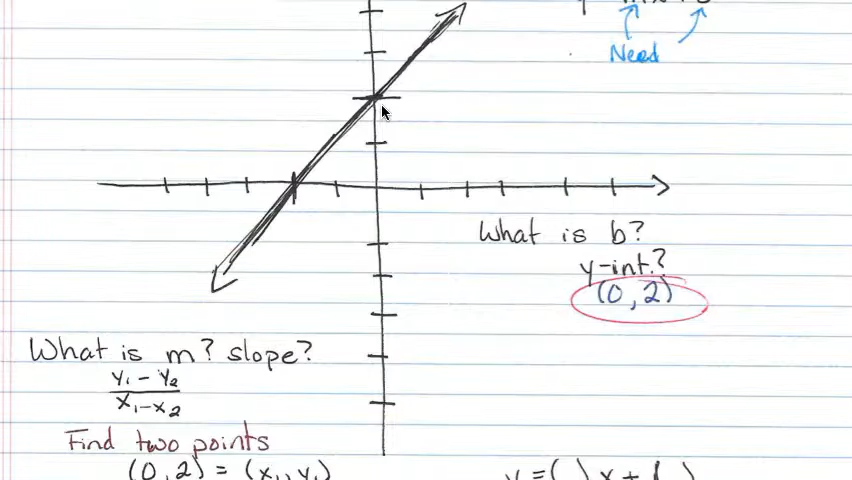 Need
What is b?
y-int.?
(0, 2)
What is m? slope?
y₁ - y₂
x₁ - x₂
Find two points
(0, 2) = (x₁, y₁)
y = ( ) x + ( )